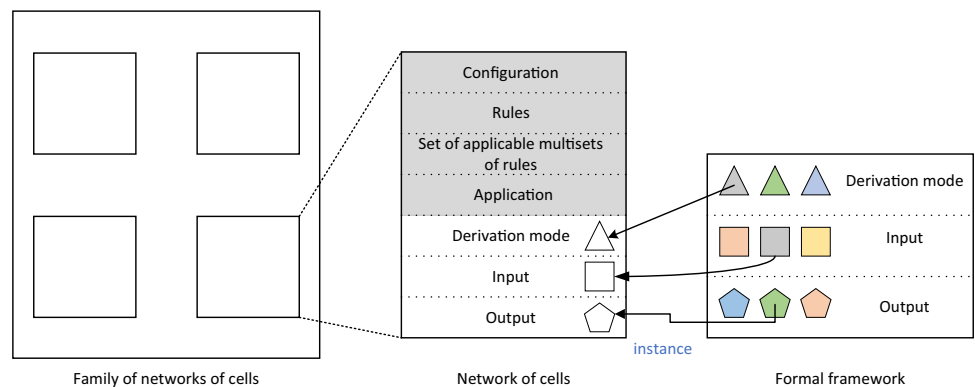 Configuration
Rules
Set of applicable multisets
of rules
Application
Derivation mode
Input
Output
Derivation mode
Input
Output
instance
Family of networks of cells
Network of cells
Formal framework